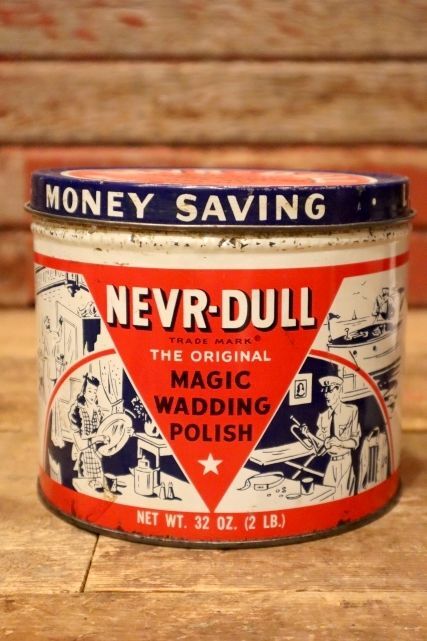 MONEY SAVING
NEVR-DULL
TRADE MARK®
THE ORIGINAL
MAGIC
WADDING
POLISH
NET WT. 32 OZ. (2 LB.)